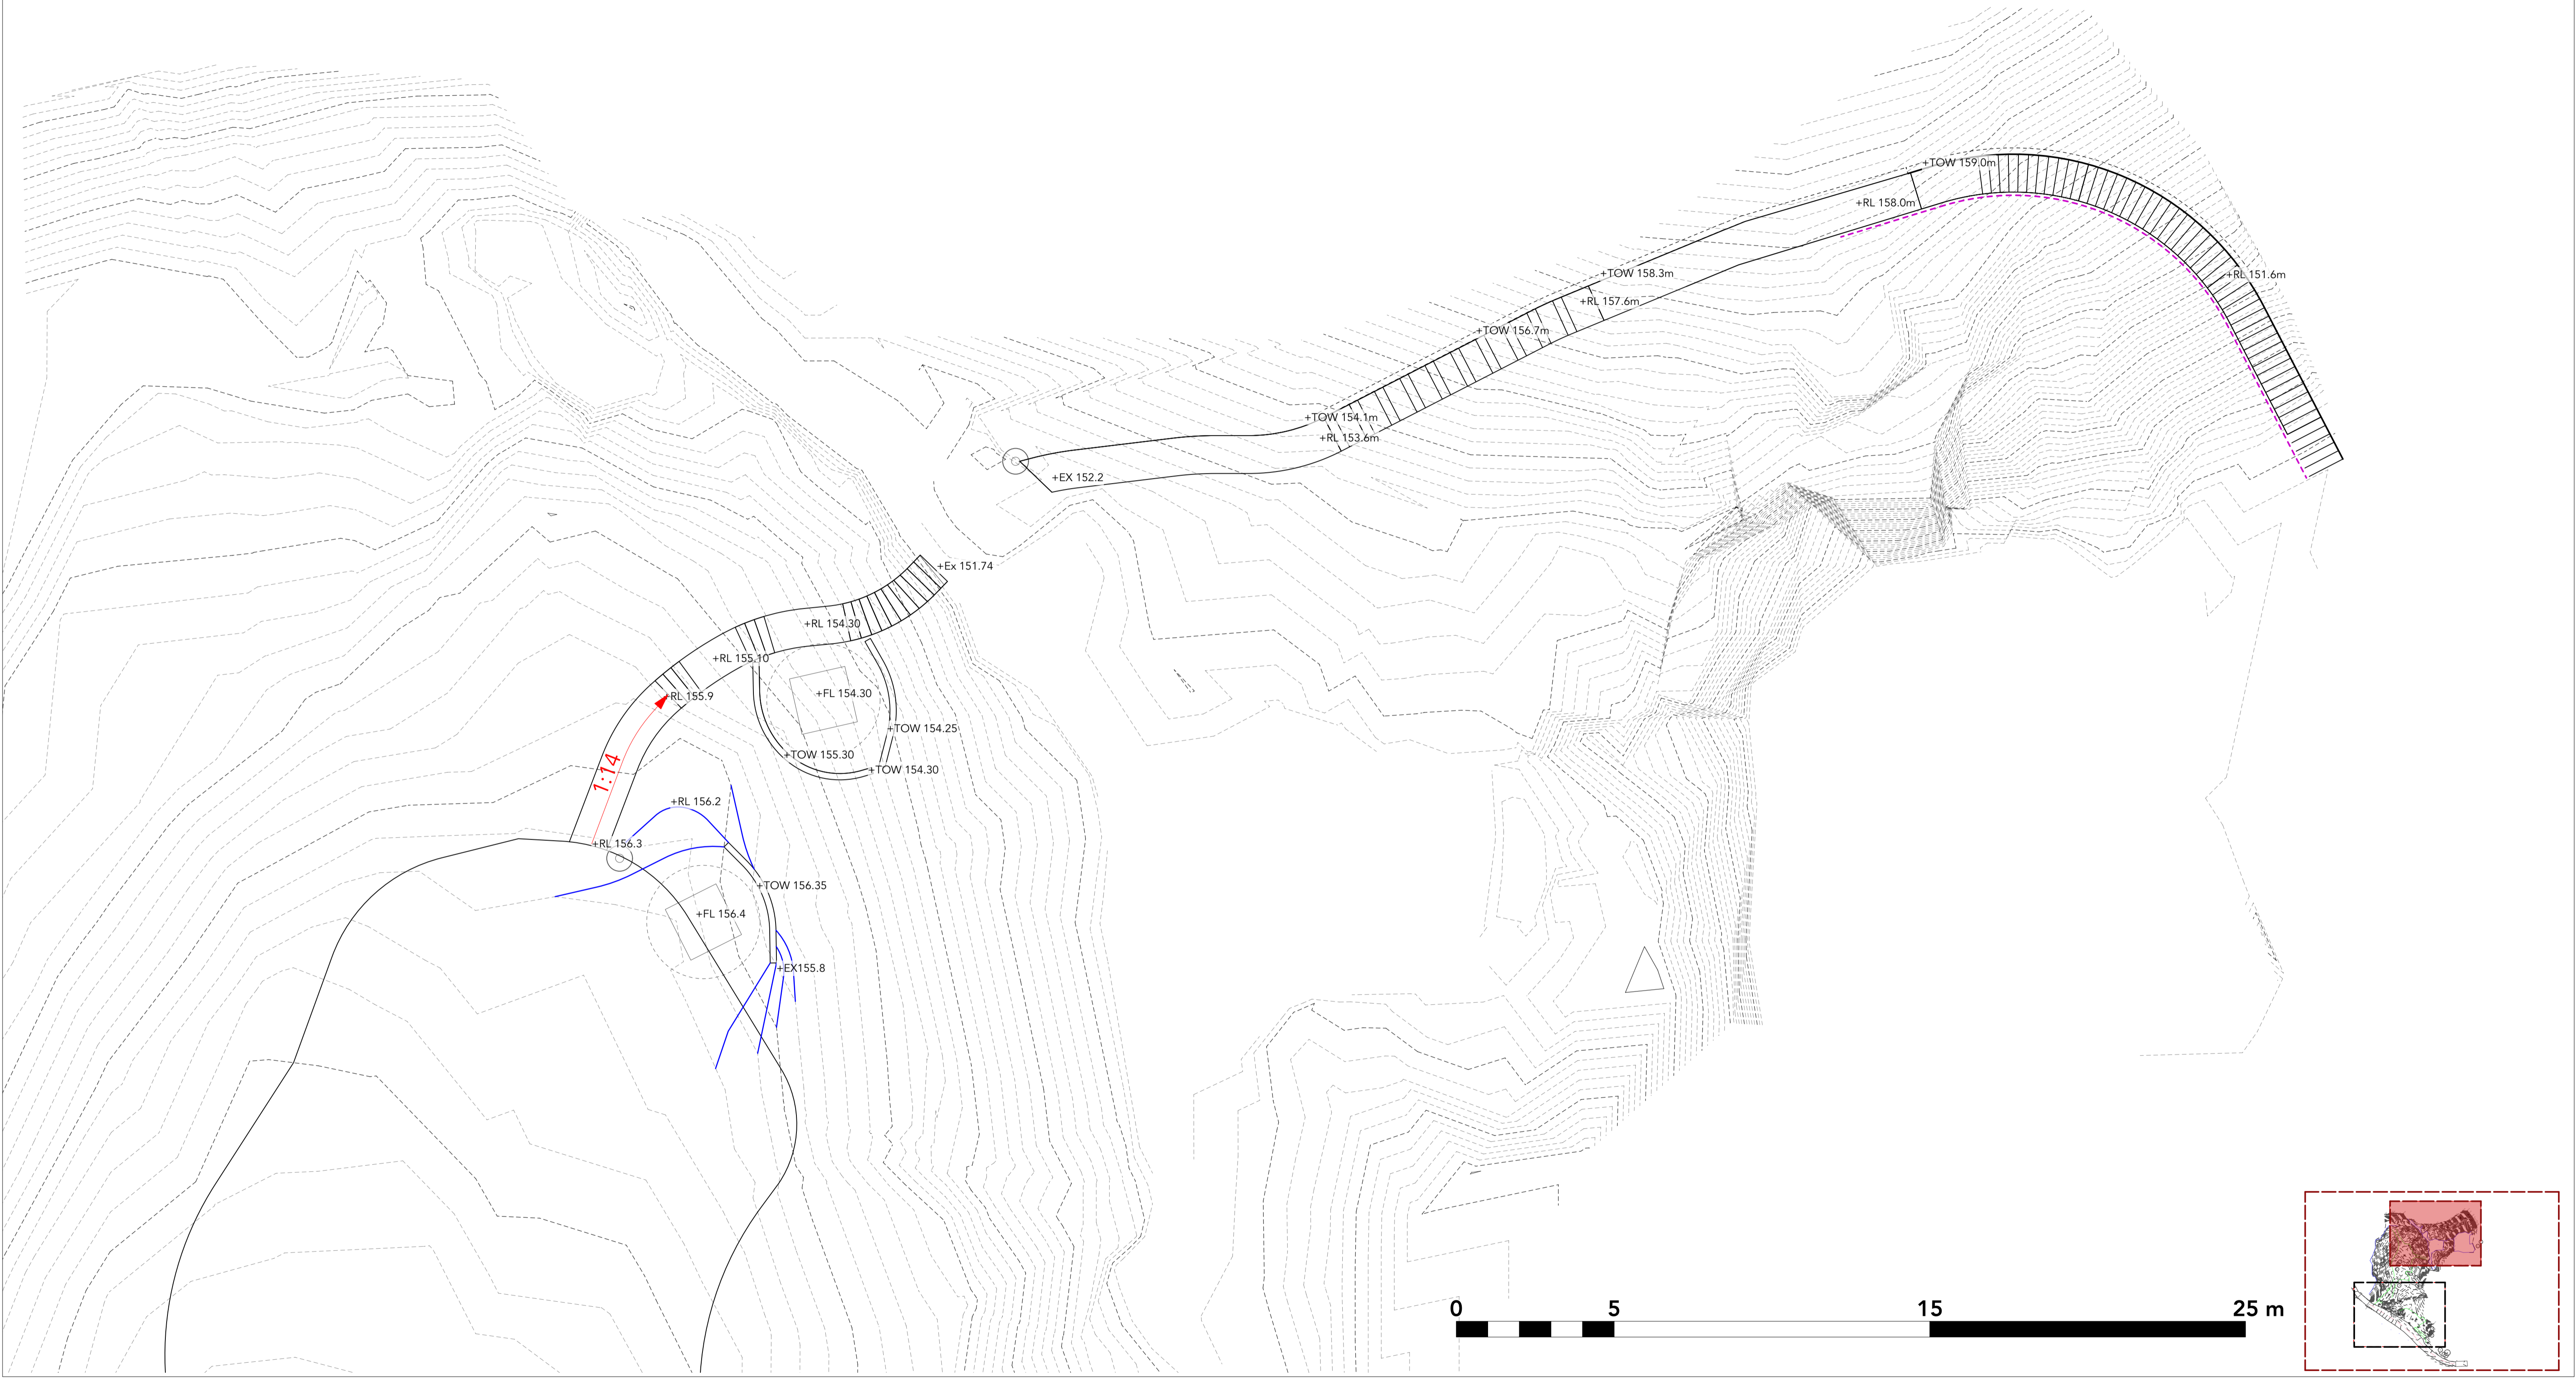 +TOW 159.0m
+RL 158.0m
+TOW 158.3m
+RL 151.6m
+RL 157.6m
+TOW 156.7m
+TOW 154.1m
+RL 153.6m
+EX 152.2
+Ex 151.74
+RL 154.30
+RL 155.10
+RL 155.9
+FL 154.30
+TOW 154.25
+TOW 155.30
+TOW 154.30
1:14
+RL 156.2
+RL 156.3
+TOW 156.35
+FL 156.4
+EX155.8
0 5 15 25 m